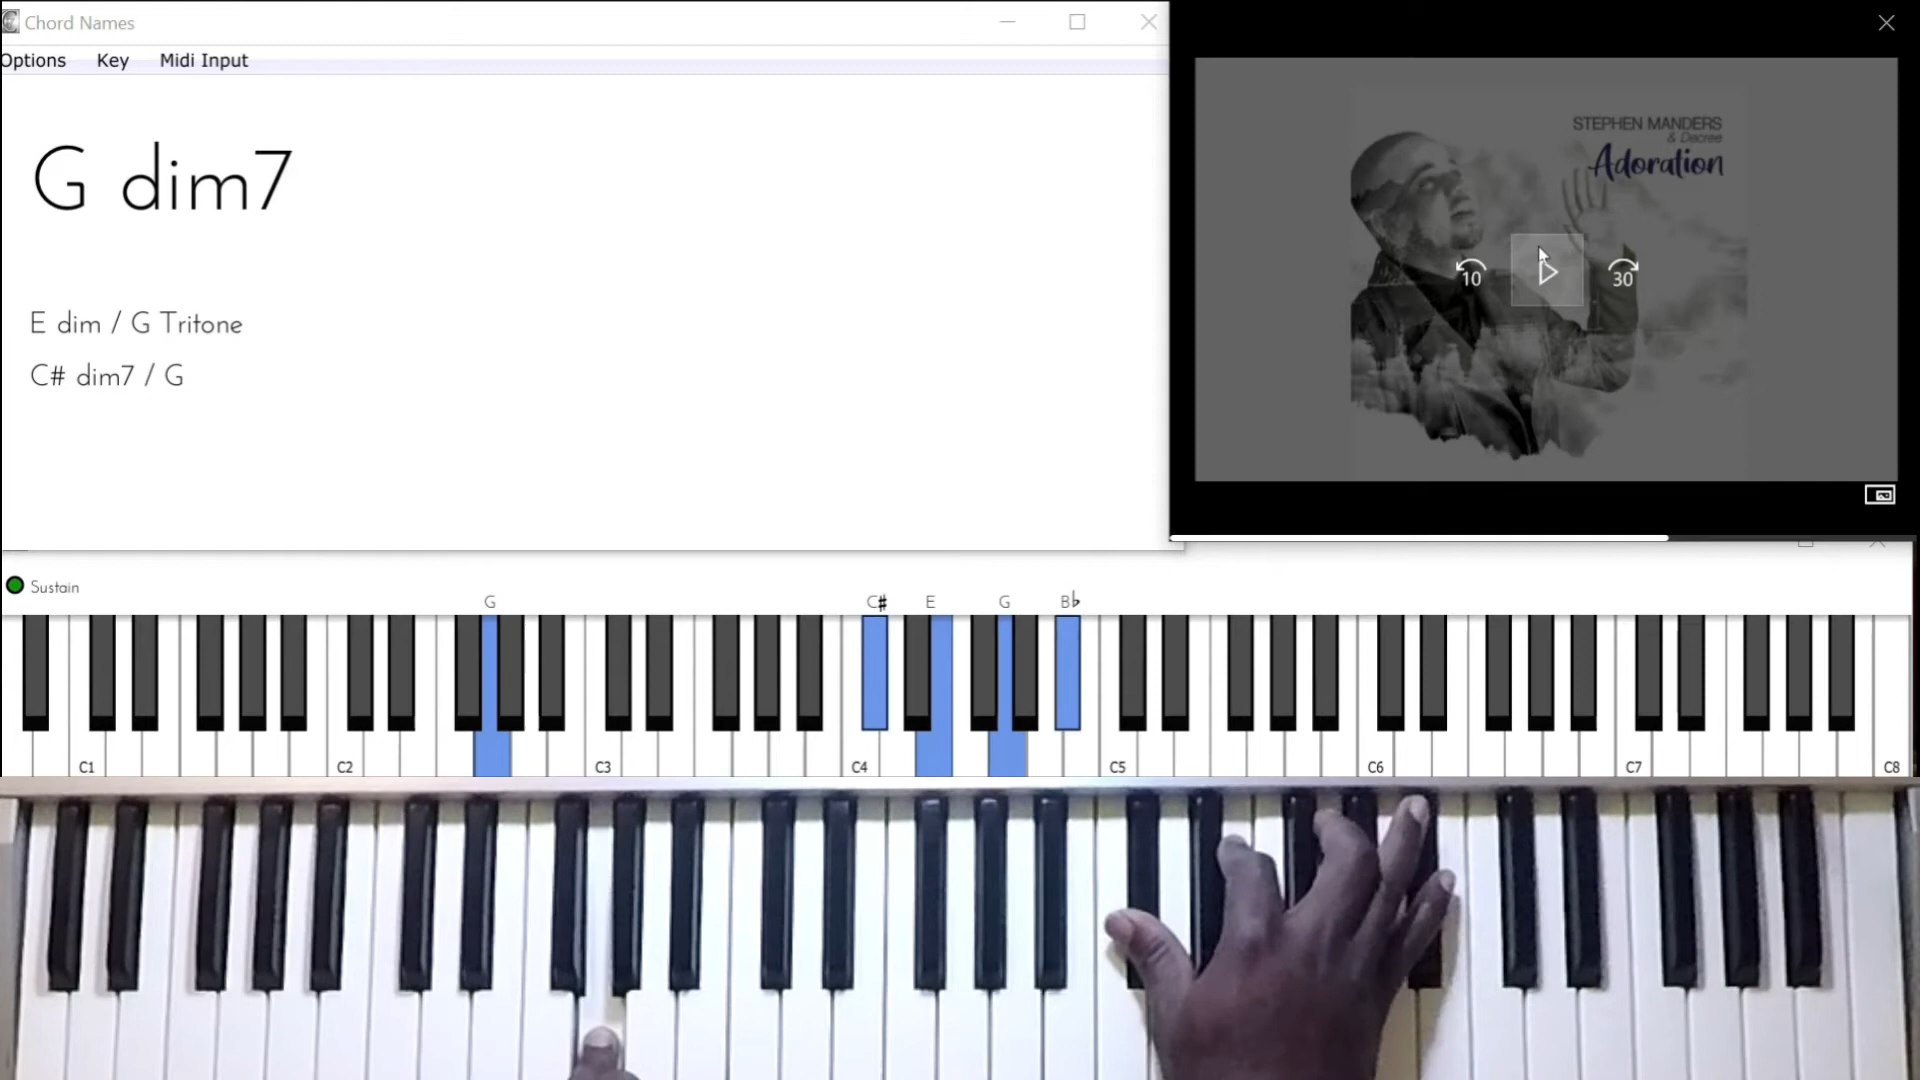 Chord Names
Options Key Midi Input
G dim7
E dim / G Tritone
C# dim7 / G
STEPHEN MANDERS
& Decree
Adoration
10 30
Sustain
G C# E G B♭
C1 C2 C3 C4 C5 C6 C7 C8